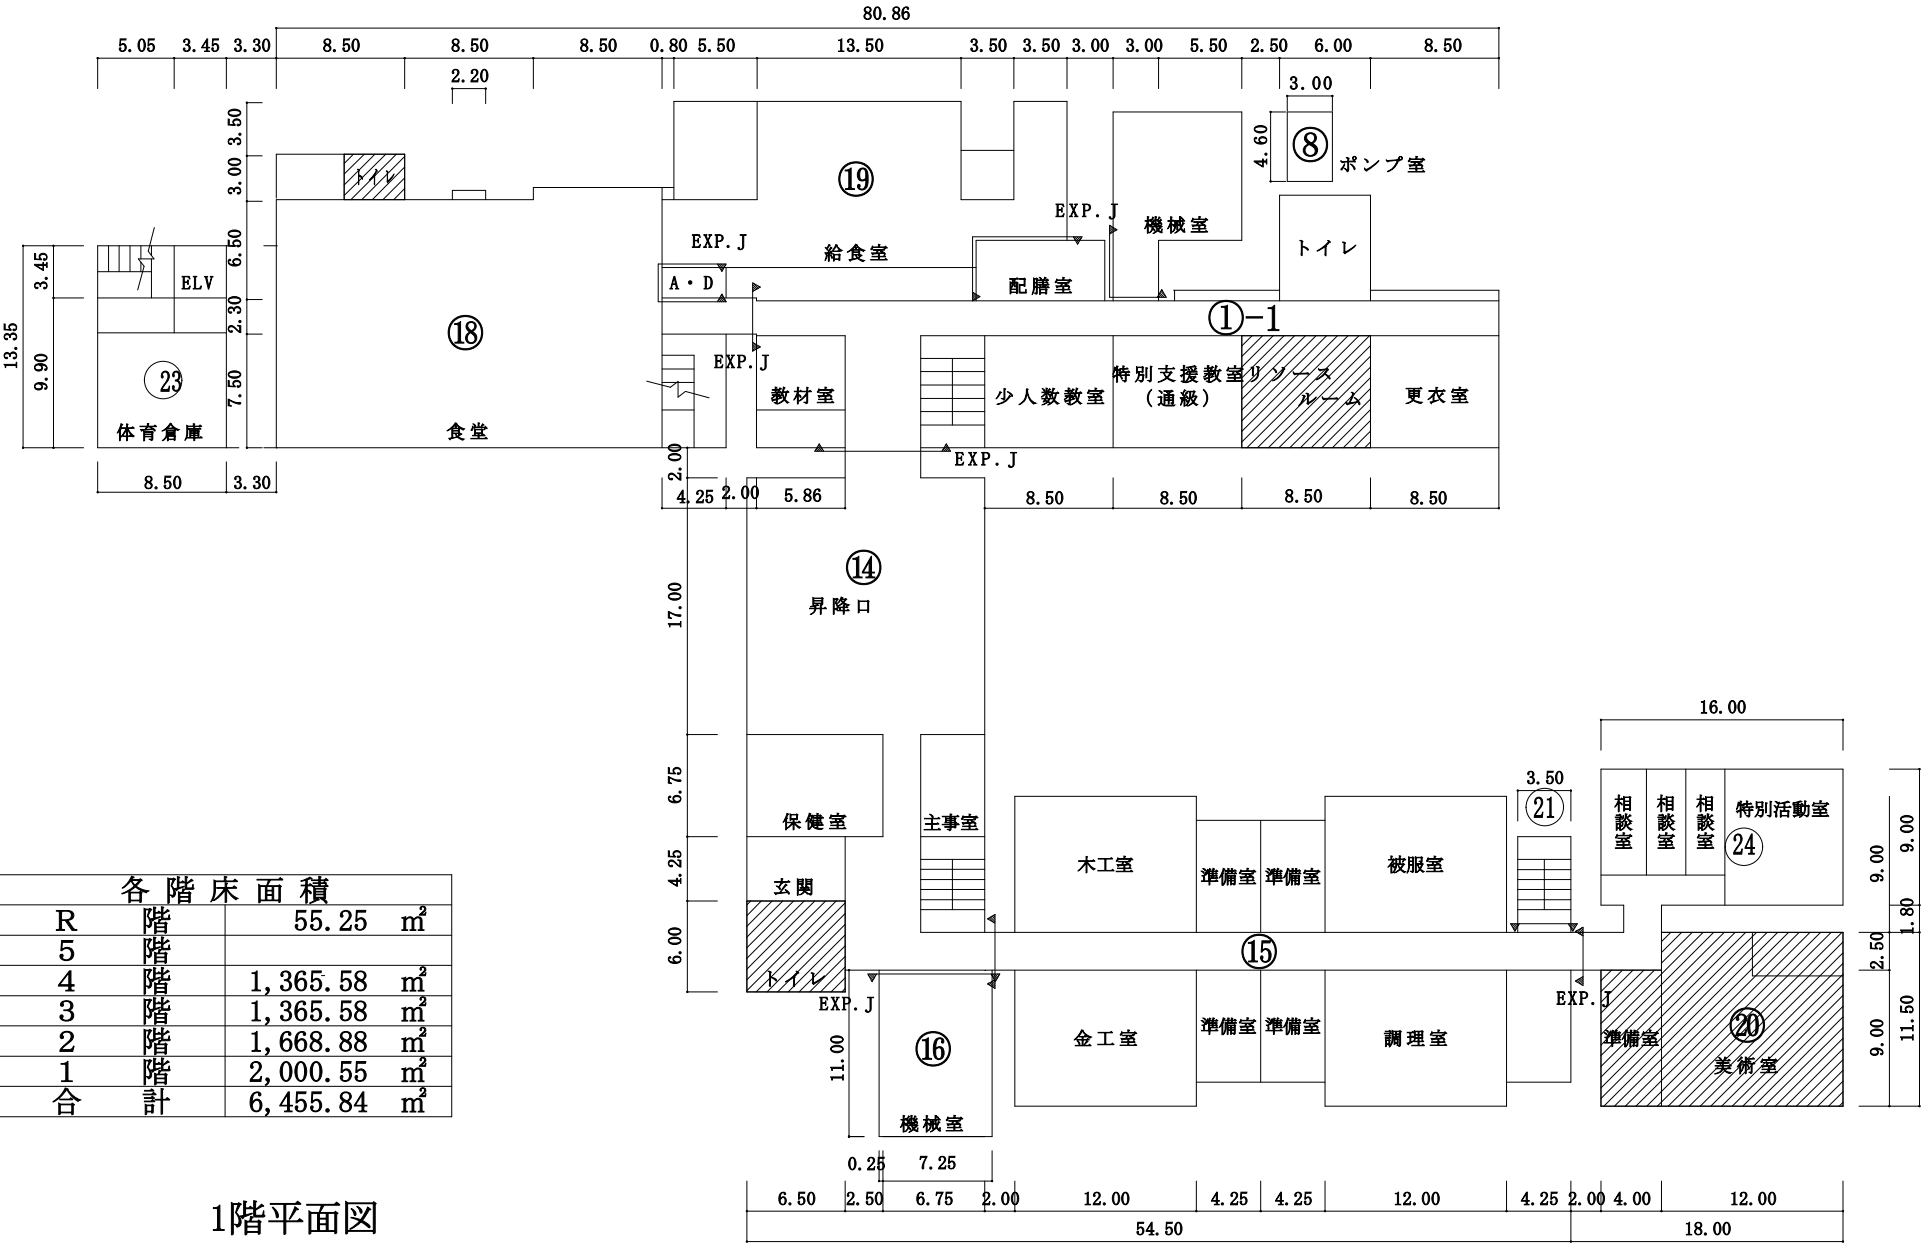 80.86
5.05 3.45 3.30 8.50 8.50 8.50 0.80 5.50 13.50 3.50 3.50 3.00 3.00 5.50 2.50 6.00 8.50
2.20
3.00
3.50
3.00
6.50
2.30
7.50
4.60
⑧
ポンプ室
トイレ
⑲
EXP.J
機械室
トイレ
EXP.J
給食室
3.45
9.90
13.35
ELV
A・D
配膳室
⑱
①-1
EXP.J
23
体育倉庫
食堂
教材室
少人数教室
特別支援教室
(通級)
リソース
ルーム
更衣室
EXP.J
8.50 3.30
2.00
4.25 2.00 5.86
8.50 8.50 8.50 8.50
⑭
昇降口
17.00
6.75
4.25
6.00
保健室
主事室
玄関
トイレ
EXP.J
16.00
3.50
21
相談室
相談室
相談室
特別活動室
24
木工室
準備室
準備室
被服室
9.00
9.00
1.80
2.50
9.00
11.50
⑮
EXP.J
金工室
準備室
準備室
調理室
準備室
⑳
美術室
11.00
⑯
機械室
0.25 7.25
6.50 2.50 6.75 2.00 12.00 4.25 4.25 12.00 4.25 2.00 4.00 12.00
54.50 18.00
各階床面積
R 階 55.25 ㎡
5 階
4 階 1,365.58 ㎡
3 階 1,365.58 ㎡
2 階 1,668.88 ㎡
1 階 2,000.55 ㎡
合 計 6,455.84 ㎡
1階平面図